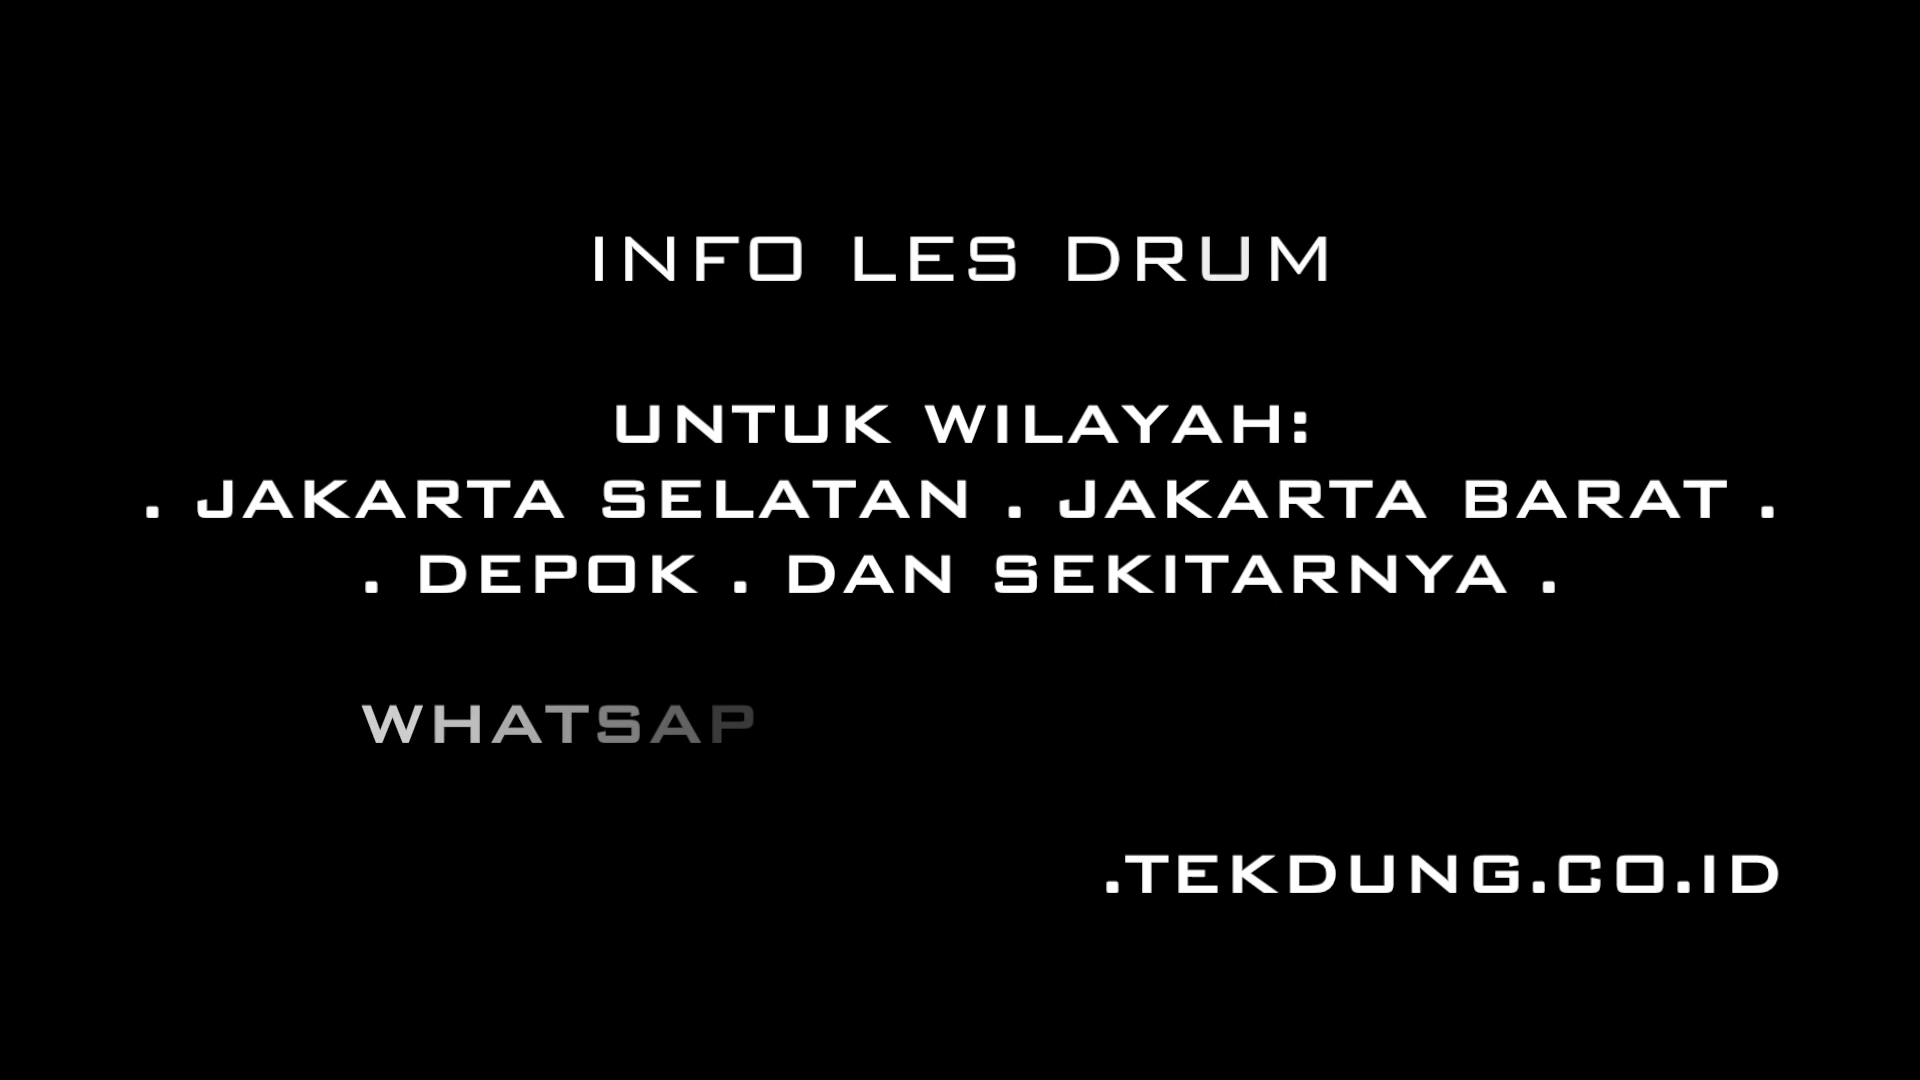 INFO LES DRUM
UNTUK WILAYAH:
. JAKARTA SELATAN . JAKARTA BARAT .
. DEPOK . DAN SEKITARNYA .
WHATSAP
.TEKDUNG.CO.ID